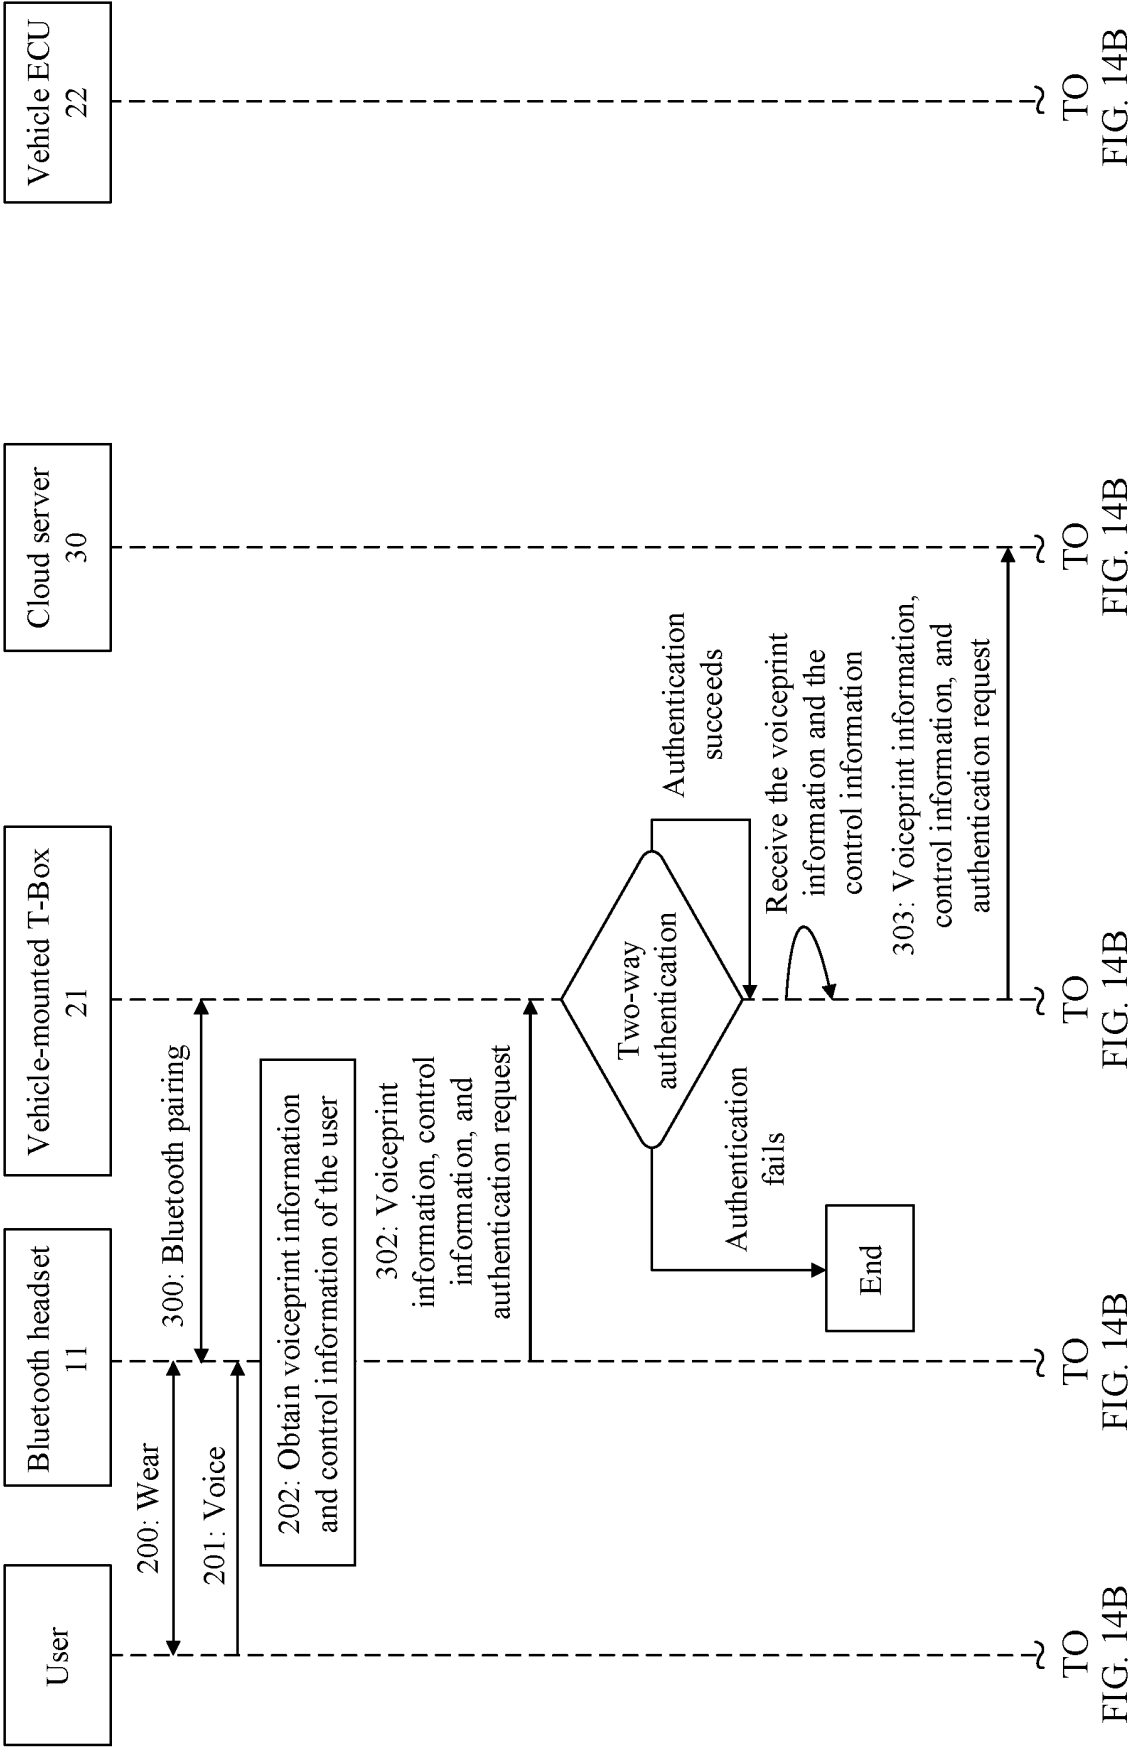 User
Bluetooth headset
11
Vehicle-mounted T-Box
21
Cloud server
30
Vehicle ECU
22
200: Wear
300: Bluetooth pairing
201: Voice
202: Obtain voiceprint information
and control information of the user
302: Voiceprint
information, control
information, and
authentication request
Two-way
authentication
Authentication
succeeds
Authentication
fails
End
Receive the voiceprint
information and the
control information
303: Voiceprint information,
control information, and
authentication request
TO
FIG. 14B
TO
FIG. 14B
TO
FIG. 14B
TO
FIG. 14B
TO
FIG. 14B